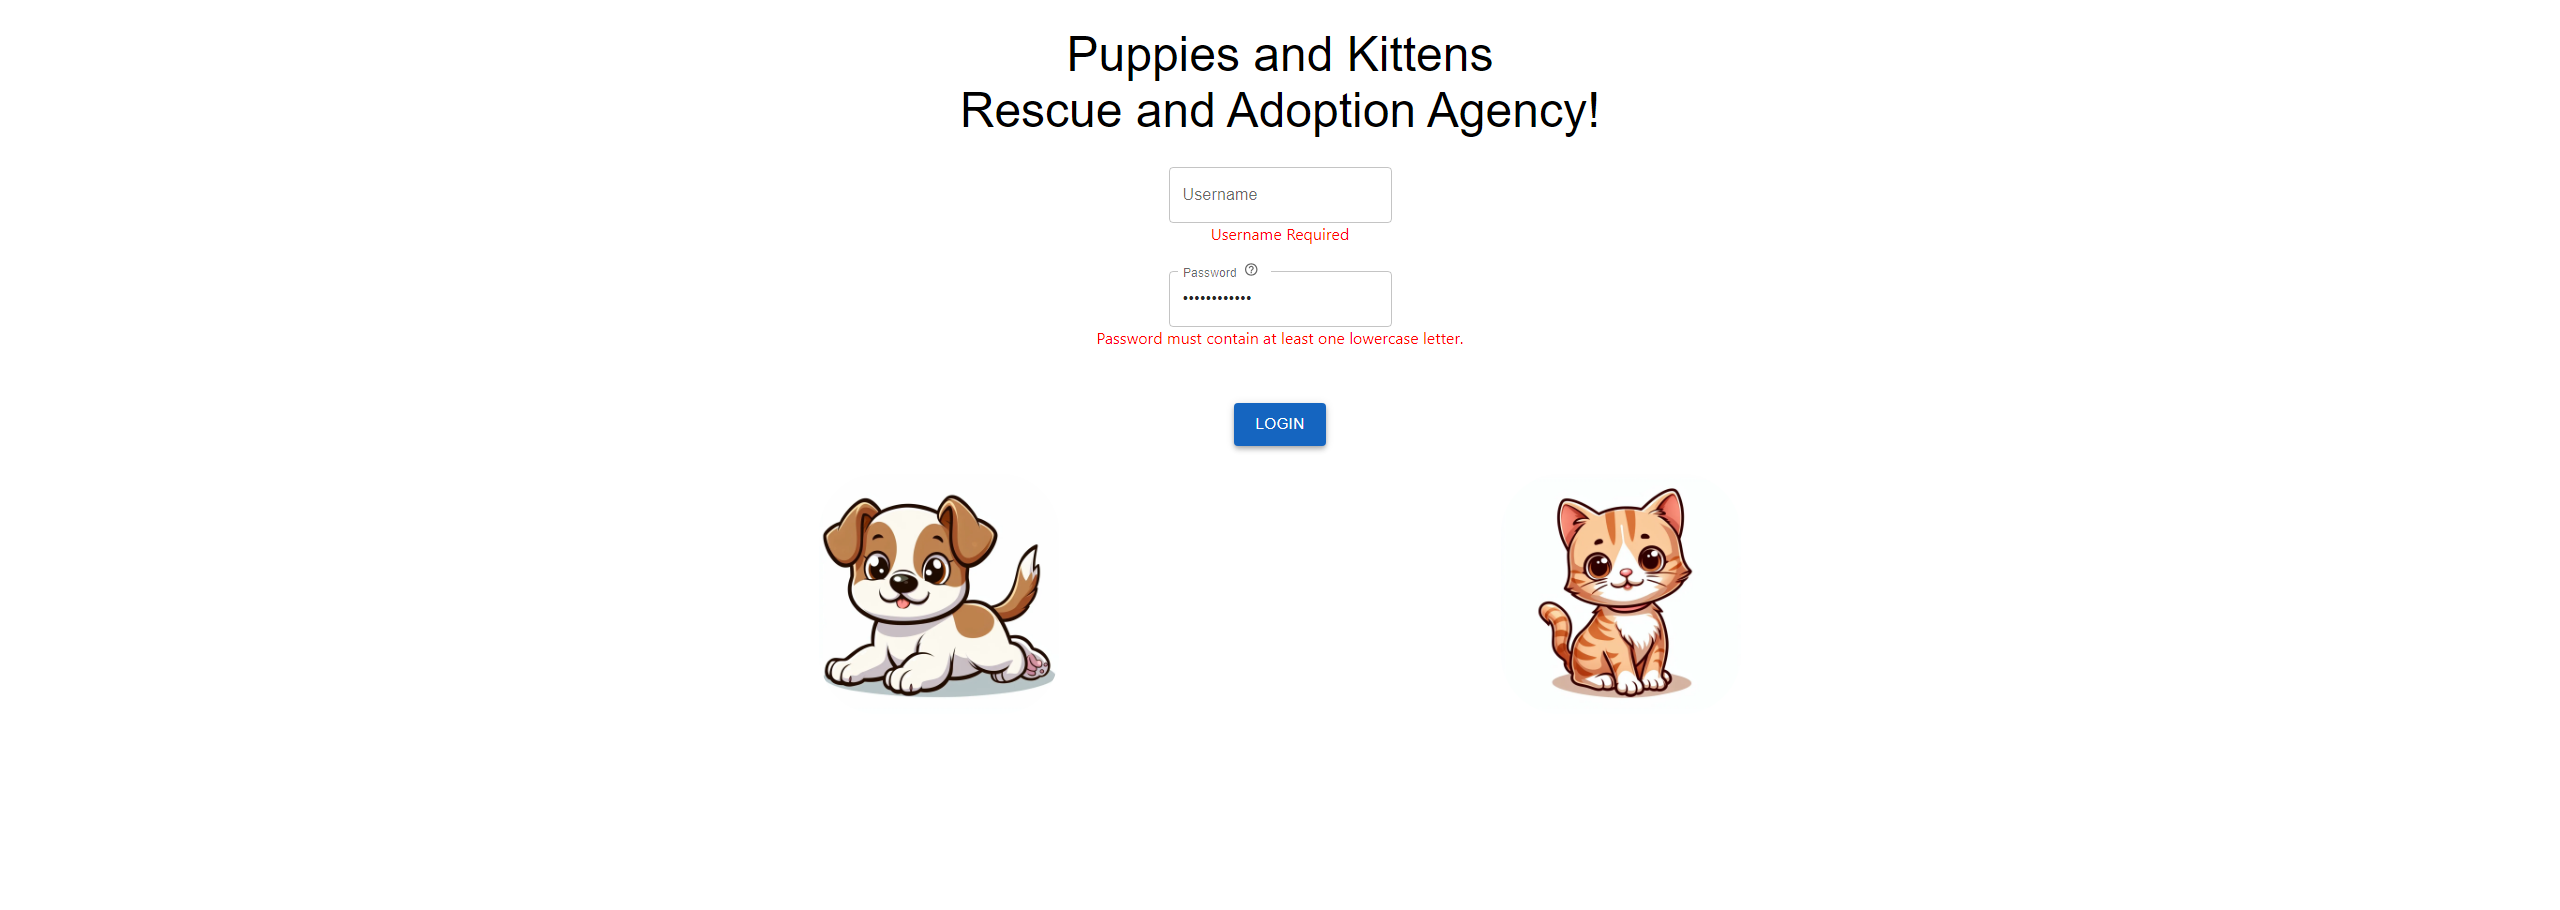 Puppies and Kittens
Rescue and Adoption Agency!
Username
Username Required
Password
••••••••••••
Password must contain at least one lowercase letter.
LOGIN